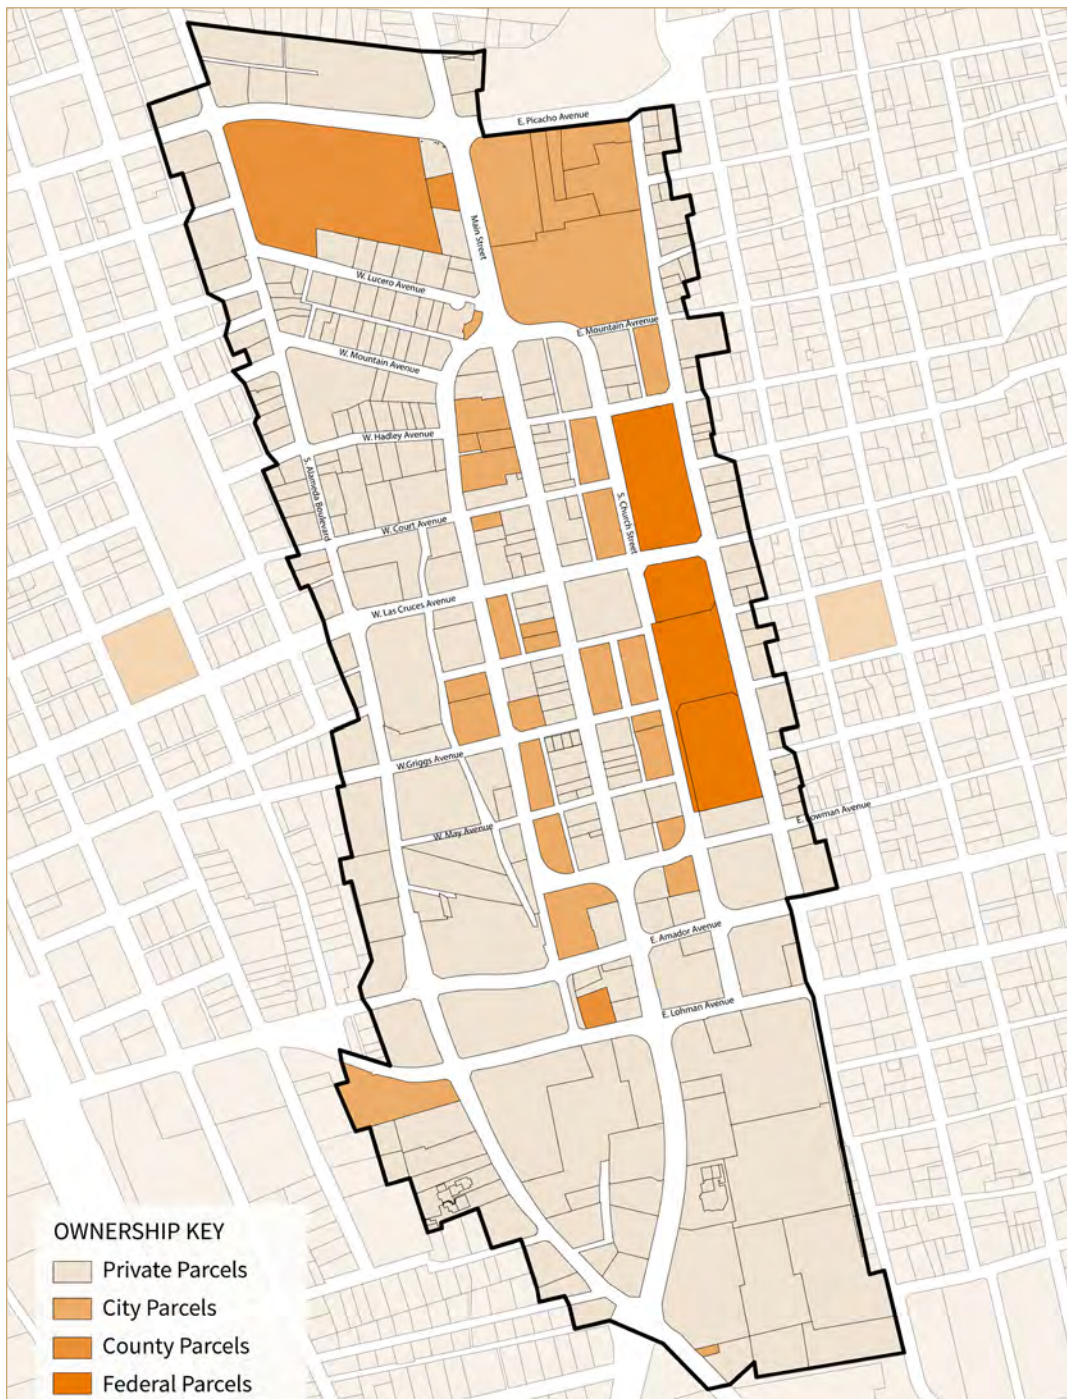 E. Picacho Avenue
Main Street
W. Lucero Avenue
E. Mountain Avrenue
W. Mountain Avenue
W. Hadley Avenue
S. Alameda Boulevard
S. Church Street
W. Court Avenue
W. Las Cruces Avenue
W.Griggs Avenue
W. May Avenue
E. Bowman Avenue
E. Amador Avenue
E. Lohman Avenue
OWNERSHIP KEY
Private Parcels
City Parcels
County Parcels
Federal Parcels